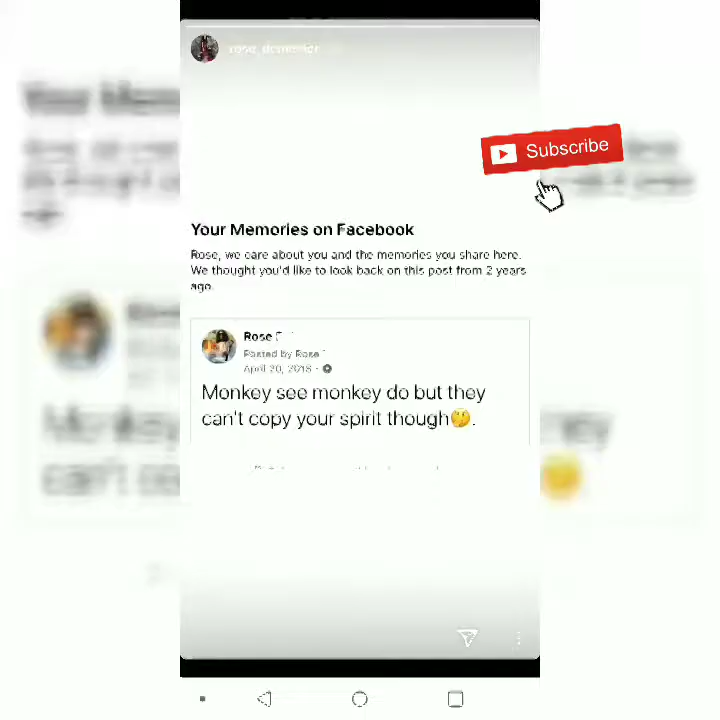 Subscribe
Your Memories on Facebook
Rose, we care about you and the memories you share here.
We thought you'd like to look back on this post from 2 years
ago.
Rose
Posted by Rose
April 20, 2018
Monkey see monkey do but they
can't copy your spirit though🤔.